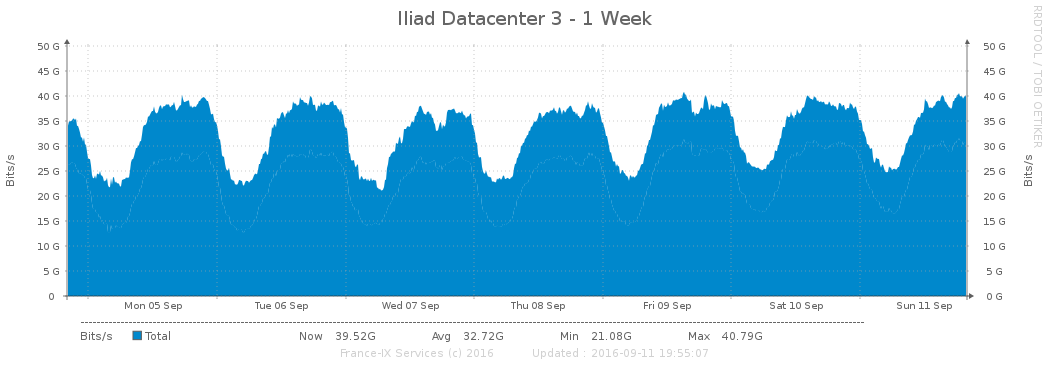 Iliad Datacenter 3 - 1 Week
RRDTOOL / TOBI OETIKER
Bits/s
50 G
45 G
40 G
35 G
30 G
25 G
20 G
15 G
10 G
5 G
0
50 G
45 G
40 G
35 G
30 G
25 G
20 G
15 G
10 G
5 G
0 G
Bits/s
Mon 05 Sep Tue 06 Sep Wed 07 Sep Thu 08 Sep Fri 09 Sep Sat 10 Sep Sun 11 Sep
Bits/s Total Now 39.52G Avg 32.72G Min 21.08G Max 40.79G
France-IX Services (c) 2016 Updated : 2016-09-11 19:55:07